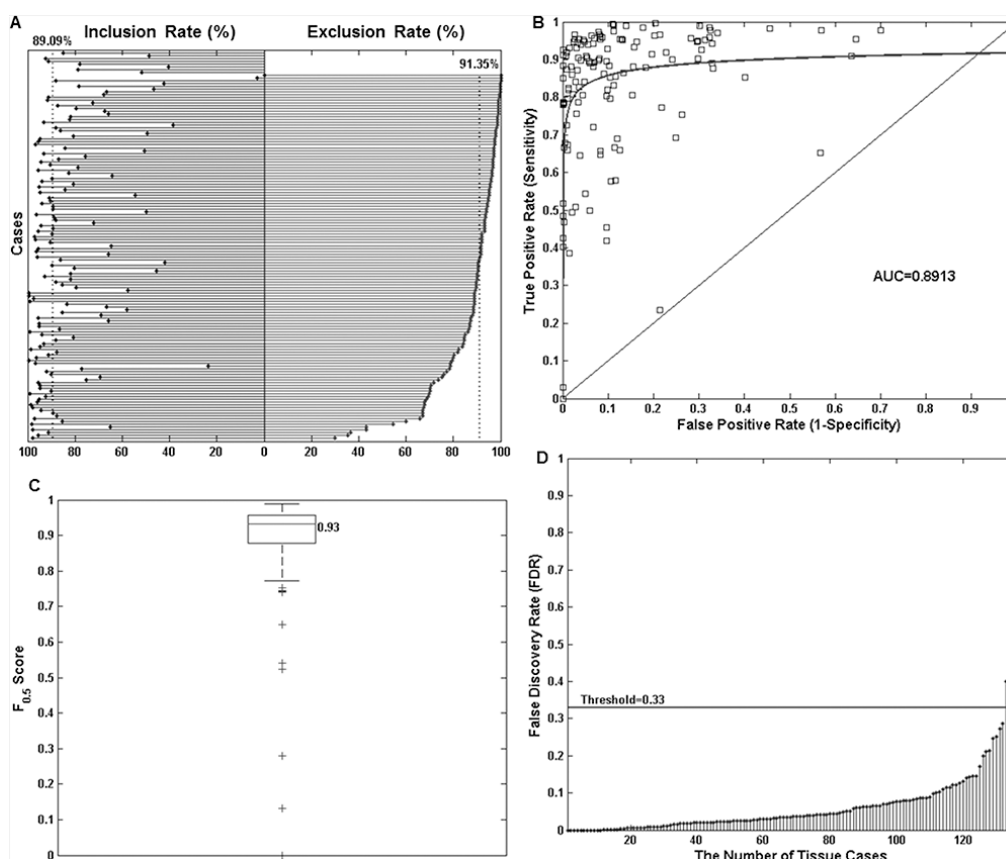 A
Inclusion Rate (%)
Exclusion Rate (%)
89.09%
91.35%
Cases
100 80 60 40 20 0 20 40 60 80 100
B
True Positive Rate (Sensitivity)
1
0.9
0.8
0.7
0.6
0.5
0.4
0.3
0.2
0.1
0
AUC=0.8913
0 0.1 0.2 0.3 0.4 0.5 0.6 0.7 0.8 0.9
False Positive Rate (1-Specificity)
C
F0.5 Score
1
0.9
0.8
0.7
0.6
0.5
0.4
0.3
0.2
0.1
0
0.93
D
False Discovery Rate (FDR)
1
0.9
0.8
0.7
0.6
0.5
0.4
0.3
0.2
0.1
0
Threshold=0.33
20 40 60 80 100 120
The Number of Tissue Cases